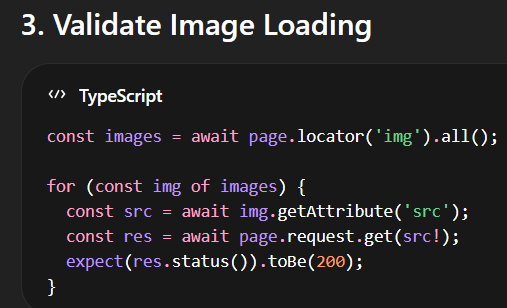 3. Validate Image Loading
</> TypeScript
const images = await page.locator('img').all();
for (const img of images) {
  const src = await img.getAttribute('src');
  const res = await page.request.get(src!);
  expect(res.status()).toBe(200);
}